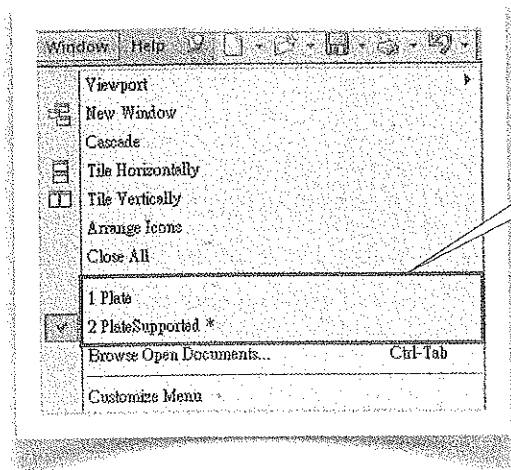 Window Help
Viewport
New Window
Cascade
Tile Horizontally
Tile Vertically
Arrange Icons
Close All
1 Plate
2 PlateSupported *
Browse Open Documents... Ctrl-Tab
Customize Menu